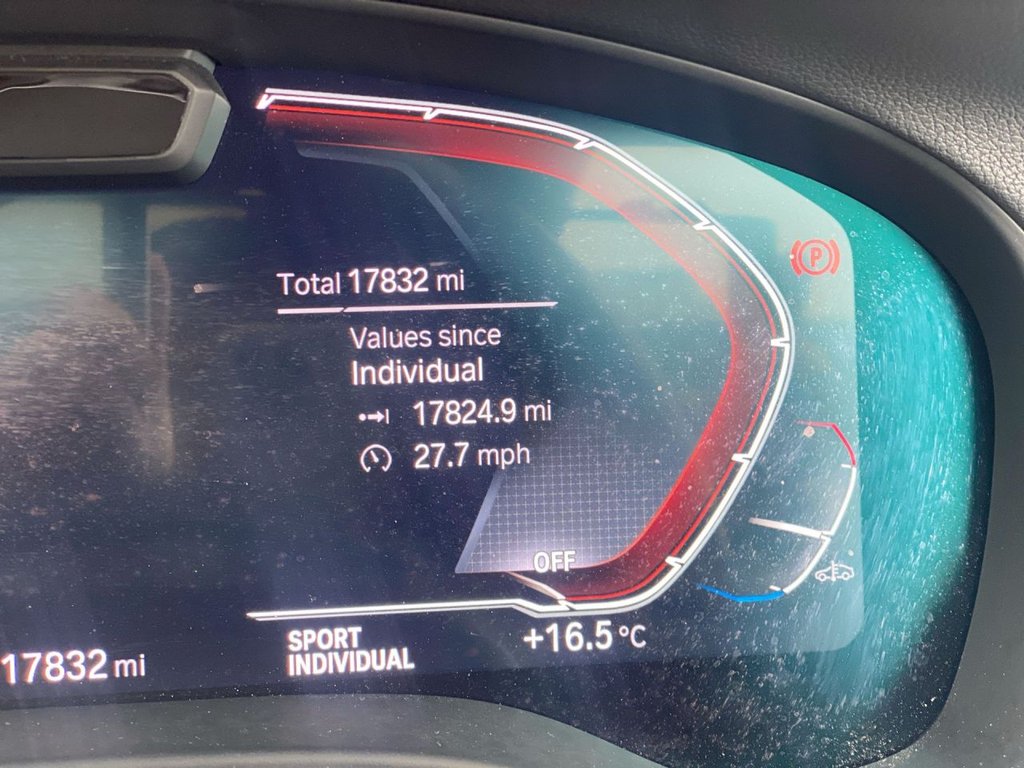 Total 17832 mi
Values since
Individual
17824.9 mi
27.7 mph
P
OFF
+16.5 °C
SPORT
INDIVIDUAL
17832 mi